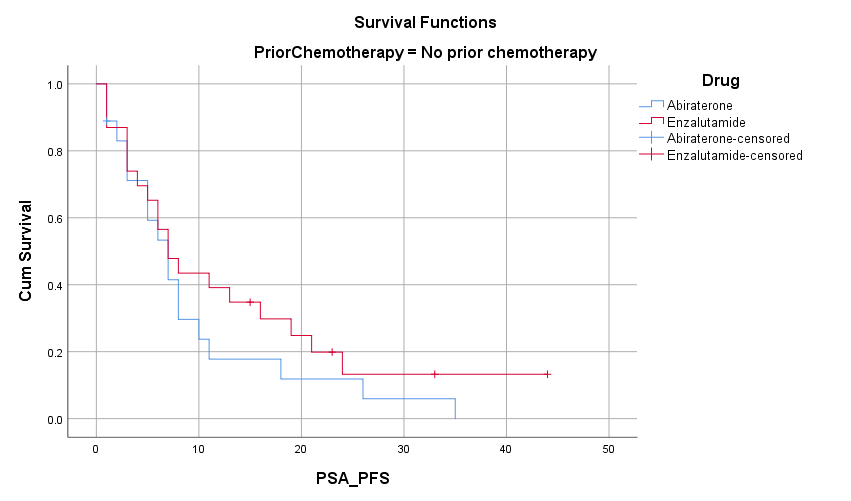 Survival Functions
PriorChemotherapy = No prior chemotherapy
Drug
Abiraterone
Enzalutamide
Abiraterone-censored
Enzalutamide-censored
Cum Survival
1.0
0.8
0.6
0.4
0.2
0.0
0 10 20 30 40 50
PSA_PFS